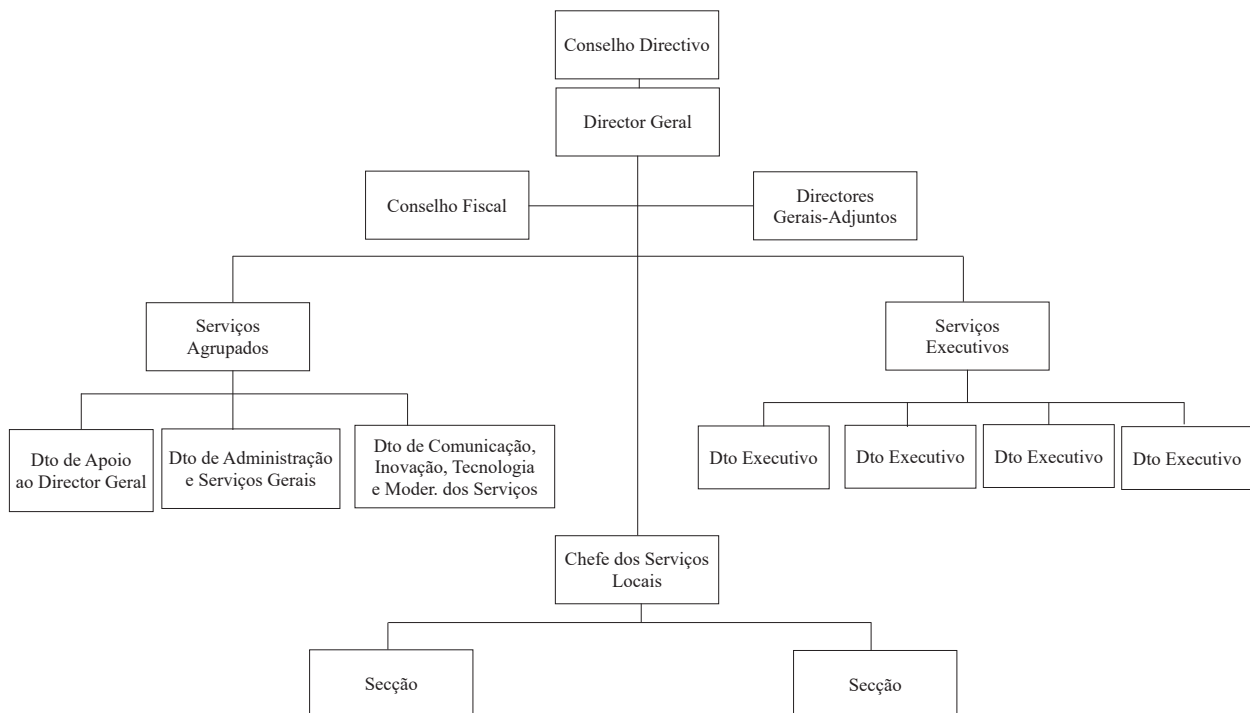 Conselho Directivo
Director Geral
Conselho Fiscal
Directores
Gerais-Adjuntos
Serviços
Agrupados
Serviços
Executivos
Dto de Apoio
ao Director Geral
Dto de Administração
e Serviços Gerais
Dto de Comunicação,
Inovação, Tecnologia
e Moder. dos Serviços
Dto Executivo
Dto Executivo
Dto Executivo
Dto Executivo
Chefe dos Serviços
Locais
Secção
Secção